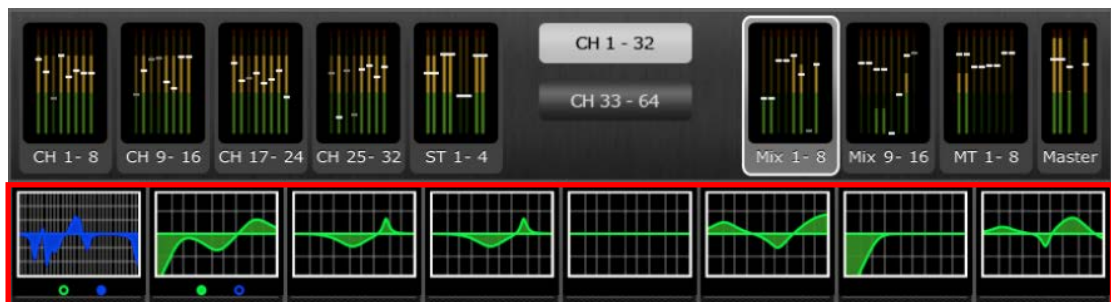 CH 1 - 32
CH 33 - 64
CH 1- 8
CH 9- 16
CH 17- 24
CH 25- 32
ST 1- 4
Mix 1- 8
Mix 9- 16
MT 1- 8
Master